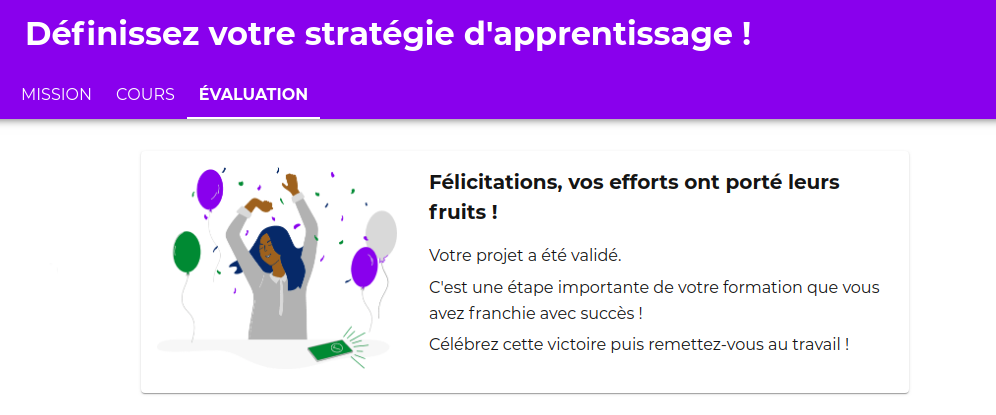 Définissez votre stratégie d'apprentissage !
MISSION COURS ÉVALUATION
Félicitations, vos efforts ont porté leurs
fruits !
Votre projet a été validé.
C'est une étape importante de votre formation que vous
avez franchie avec succès !
Célébrez cette victoire puis remettez-vous au travail !